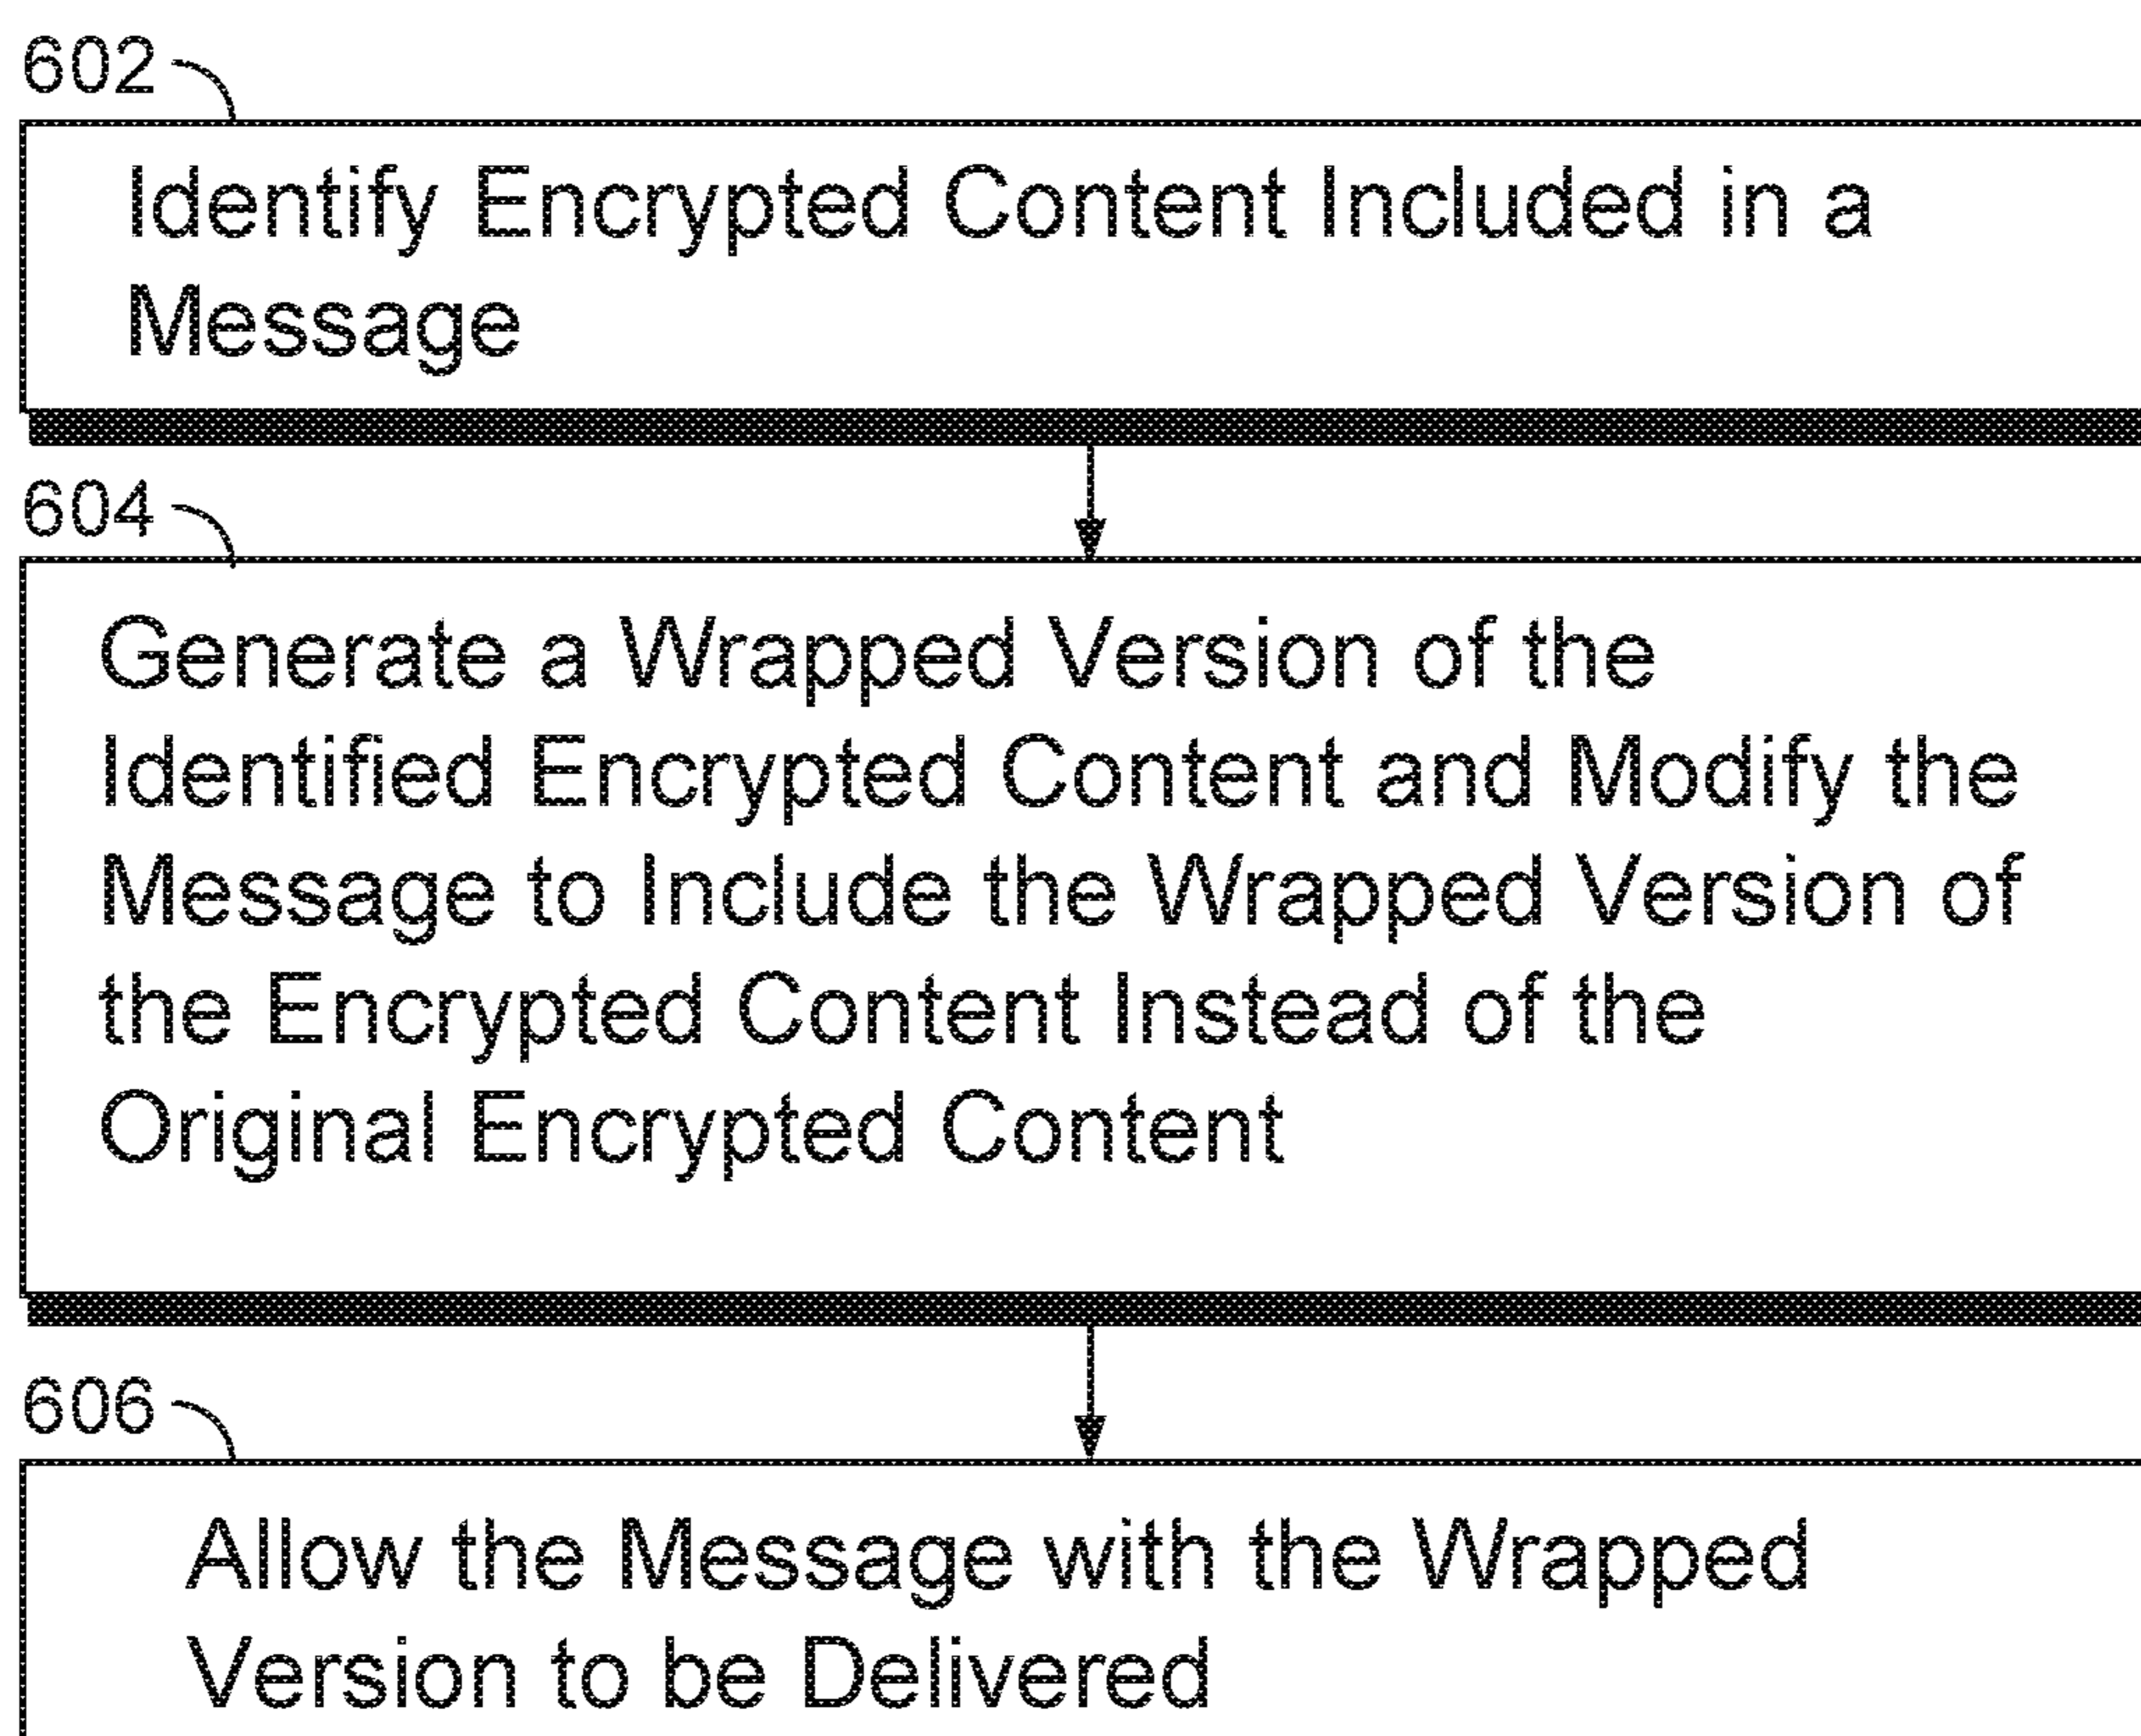 602
Identify Encrypted Content Included in a
Message
604
Generate a Wrapped Version of the
Identified Encrypted Content and Modify the
Message to Include the Wrapped Version of
the Encrypted Content Instead of the
Original Encrypted Content
606
Allow the Message with the Wrapped
Version to be Delivered